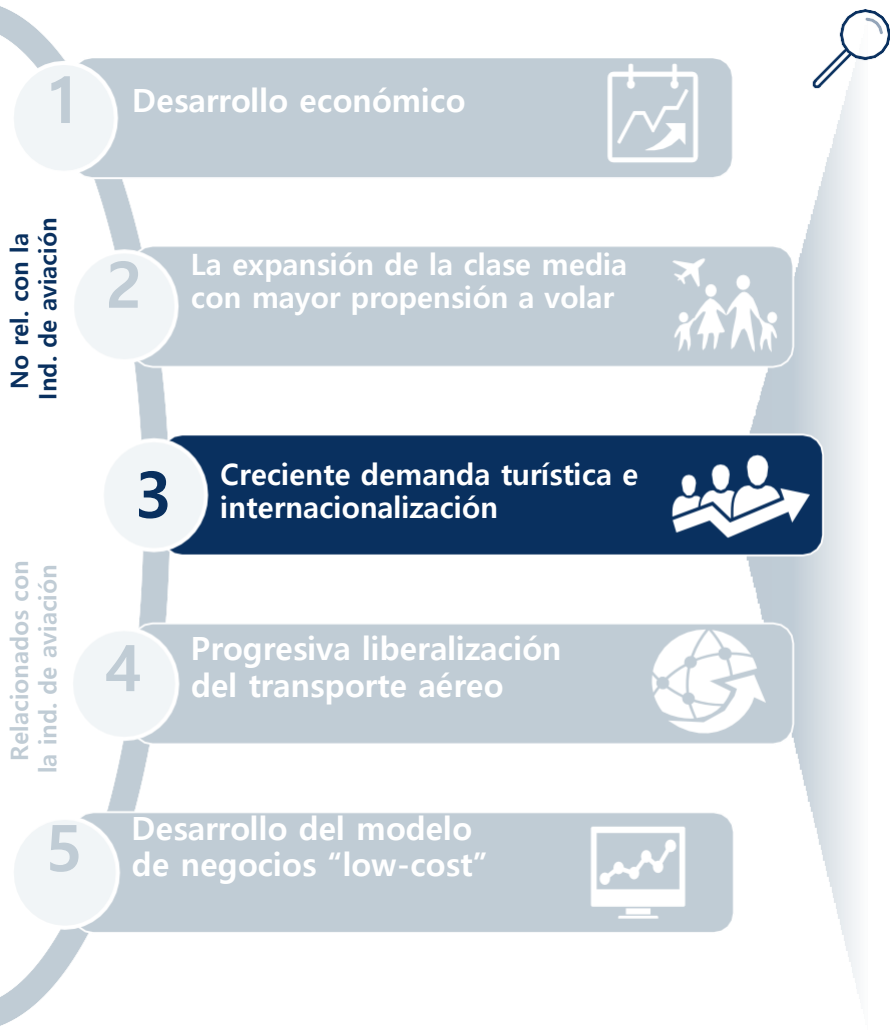 1
Desarrollo económico
No rel. con la
Ind. de aviación
2
La expansión de la clase media
con mayor propensión a volar
3
Creciente demanda turística e
internacionalización
Relacionados con
la ind. de aviación
4
Progresiva liberalización
del transporte aéreo
5
Desarrollo del modelo
de negocios “low-cost”